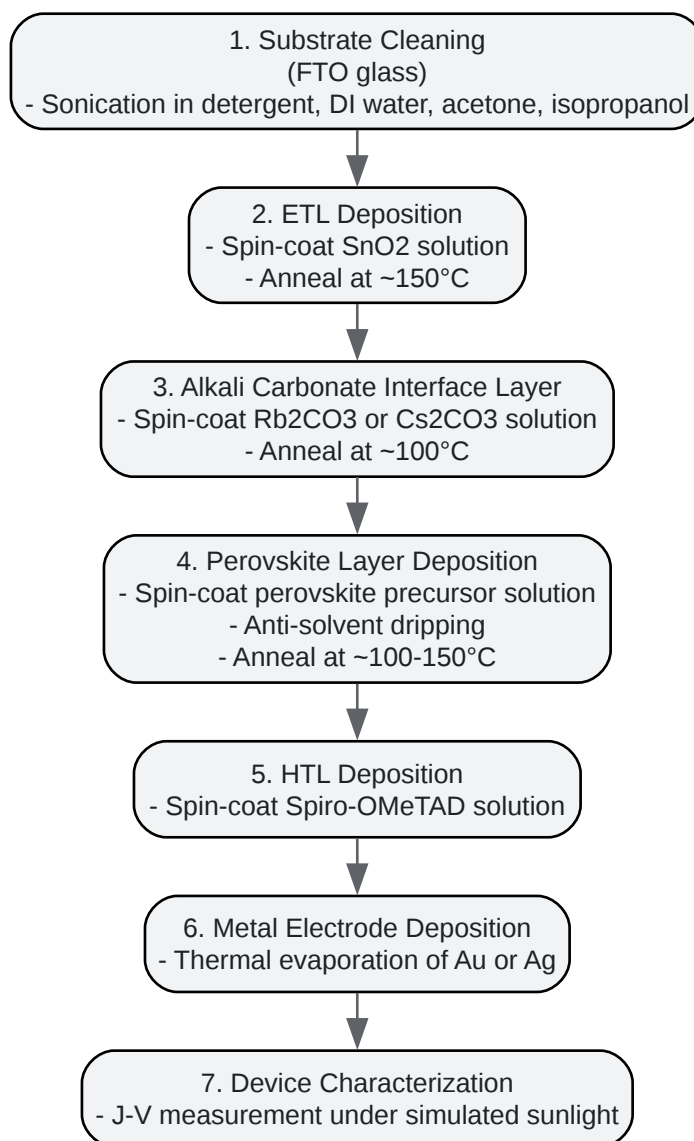 1. Substrate Cleaning
(FTO glass)
- Sonication in detergent, DI water, acetone, isopropanol
2. ETL Deposition
- Spin-coat SnO2 solution
- Anneal at ~150°C
3. Alkali Carbonate Interface Layer
- Spin-coat Rb2CO3 or Cs2CO3 solution
- Anneal at ~100°C
4. Perovskite Layer Deposition
- Spin-coat perovskite precursor solution
- Anti-solvent dripping
- Anneal at ~100-150°C
5. HTL Deposition
- Spin-coat Spiro-OMeTAD solution
6. Metal Electrode Deposition
- Thermal evaporation of Au or Ag
7. Device Characterization
- J-V measurement under simulated sunlight